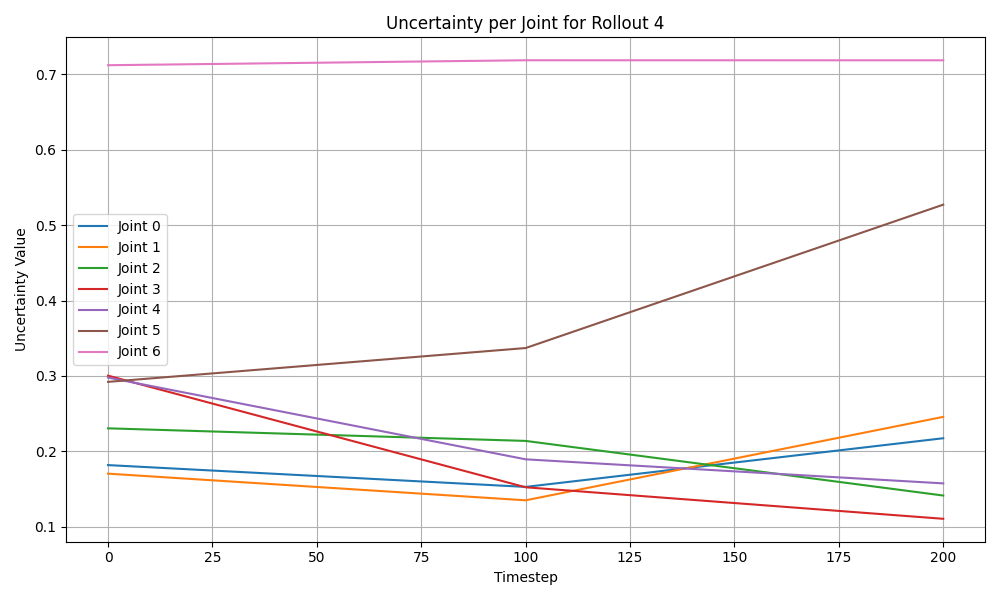 Uncertainty per Joint for Rollout 4
Uncertainty Value
0.7
0.6
0.5
0.4
0.3
0.2
0.1
Joint 0
Joint 1
Joint 2
Joint 3
Joint 4
Joint 5
Joint 6
0 25 50 75 100 125 150 175 200
Timestep